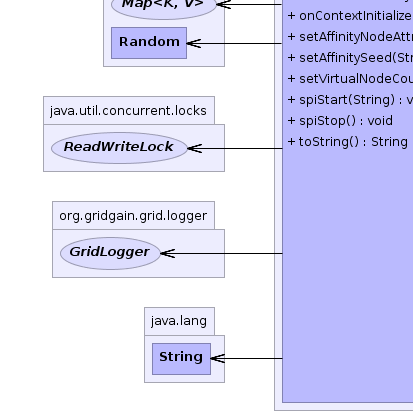 Map<K, V>
Random
java.util.concurrent.locks
ReadWriteLock
org.gridgain.grid.logger
GridLogger
java.lang
String
+ onContextInitialize
+ setAffinityNodeAttr
+ setAffinitySeed(Str
+ setVirtualNodeCou
+ spiStart(String) : v
+ spiStop() : void
+ toString() : String